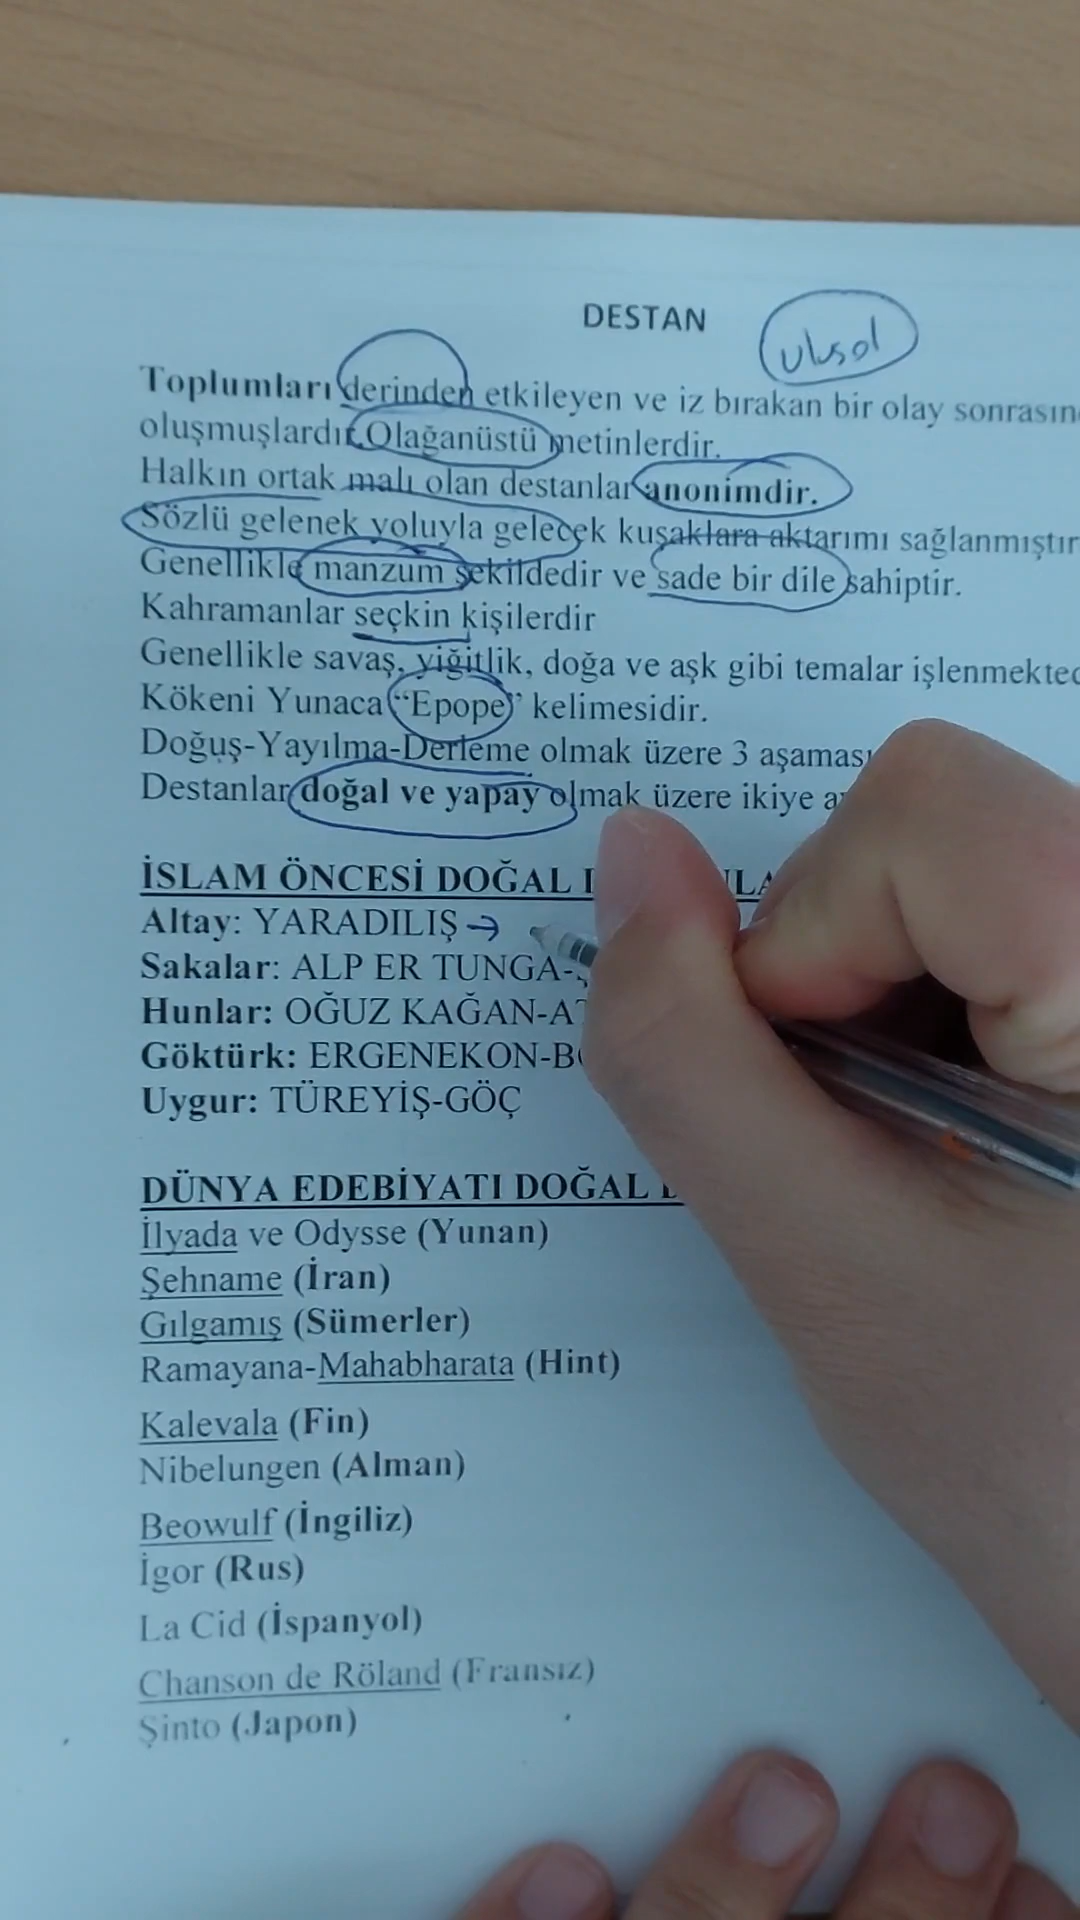 DESTAN
ulusal
Toplumları derinden etkileyen ve iz bırakan bir olay
oluşmuşlardır.Olağanüstü metinlerdir.
Halkın ortak malı olan destanlar anonimdir.
Sözlü gelenek yoluyla gelecek kuşaklara aktarımı
Genellikle manzum şekildedir ve sade bir dile sahiptir.
Kahramanlar seçkin kişilerdir
Genellikle savaş, yiğitlik, doğa ve aşk gibi temalar
Kökeni Yunaca “Epope” kelimesidir.
Doğuş-Yayılma-Derleme olmak üzere 3
Destanlar doğal ve yapay olmak üzere ikiye
İSLAM ÖNCESİ DOĞAL
Altay: YARADILIŞ →
Sakalar: ALP ER TUNGA-
Hunlar: OĞUZ KAĞAN-
Göktürk: ERGENEKON-
Uygur: TÜREYİŞ-GÖÇ
DÜNYA EDEBİYATI DOĞAL
İlyada ve Odysse (Yunan)
Şehname (İran)
Gılgamış (Sümerler)
Ramayana-Mahabharata (Hint)
Kalevala (Fin)
Nibelungen (Alman)
Beowulf (İngiliz)
İgor (Rus)
La Cid (İspanyol)
Chanson de Röland (Fransız)
Şinto (Japon)